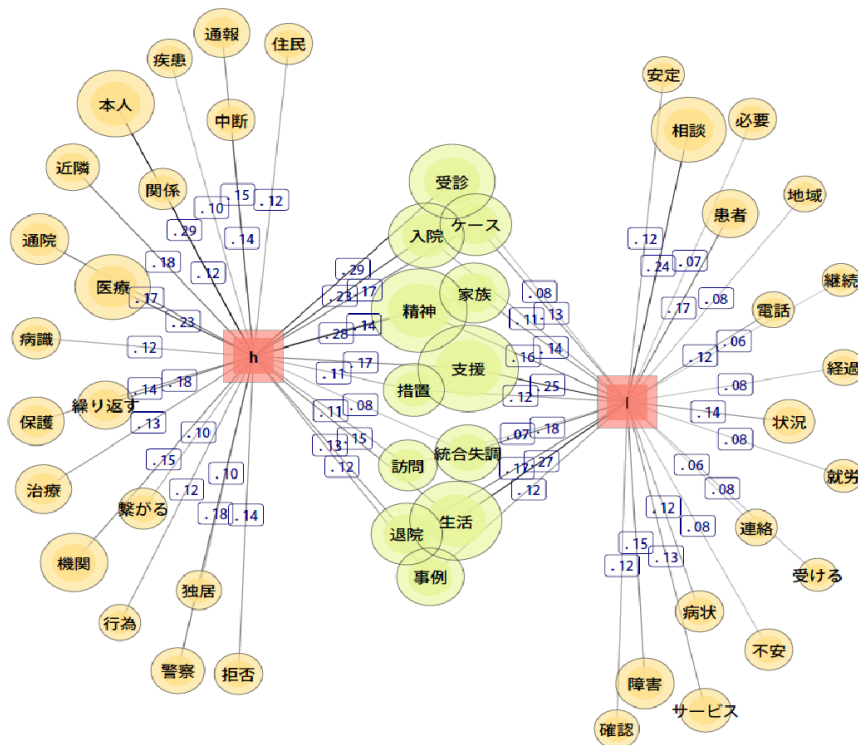 通報
住民
疾患
安定
本人
中断
相談
必要
近隣
関係
受診
地域
通院
入院
ケース
患者
医療
精神
家族
電話
継続
病識
h
支援
経過
保護
繰り返す
措置
l
状況
治療
訪問
統合失調
就労
繋がる
退院
生活
連絡
機関
独居
事例
受ける
行為
病状
不安
警察
拒否
障害
サービス
確認
.10
.15
.12
.29
.14
.18
.12
.17
.23
.12
.14
.18
.13
.10
.15
.12
.10
.18
.14
.29
.23
.17
.28
.14
.17
.11
.08
.11
.15
.13
.12
.08
.13
.11
.14
.16
.25
.12
.18
.07
.27
.12
.12
.24
.07
.17
.08
.06
.12
.08
.14
.08
.06
.08
.12
.08
.15
.13
.12